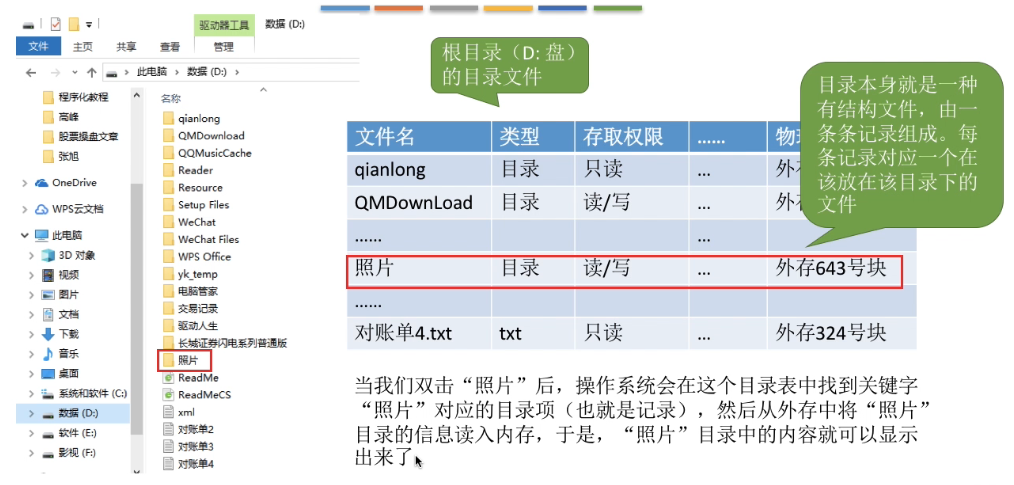 驱动器工具 数据 (D:)
文件 主页 共享 查看 管理
此电脑 › 数据 (D:) ›
程序化教程
高峰
股票操盘文章
张旭
OneDrive
WPS云文档
此电脑
3D 对象
视频
图片
文档
下载
音乐
桌面
系统和软件 (C:)
数据 (D:)
软件 (E:)
影视 (F:)
名称
qianlong
QMDownload
QQMusicCache
Reader
Resource
Setup Files
WeChat
WeChat Files
WPS Office
yk_temp
电脑管家
交易记录
驱动人生
长城证券闪电系列普通版
照片
ReadMe
ReadMeCS
xml
对账单2
对账单3
对账单4
根目录（D: 盘）
的目录文件
目录本身就是一种
有结构文件，由一
条条记录组成。每
条记录对应一个在
该放在该目录下的
文件
文件名 类型 存取权限 ......
qianlong 目录 只读 ... 外
QMDownLoad 目录 读/写 ... 外
...... ...
照片 目录 读/写 ... 外存643号块
......
对账单4.txt txt 只读 ... 外存324号块
当我们双击“照片”后，操作系统会在这个目录表中找到关键字
“照片”对应的目录项（也就是记录），然后从外存中将“照片”
目录的信息读入内存，于是，“照片”目录中的内容就可以显示
出来了